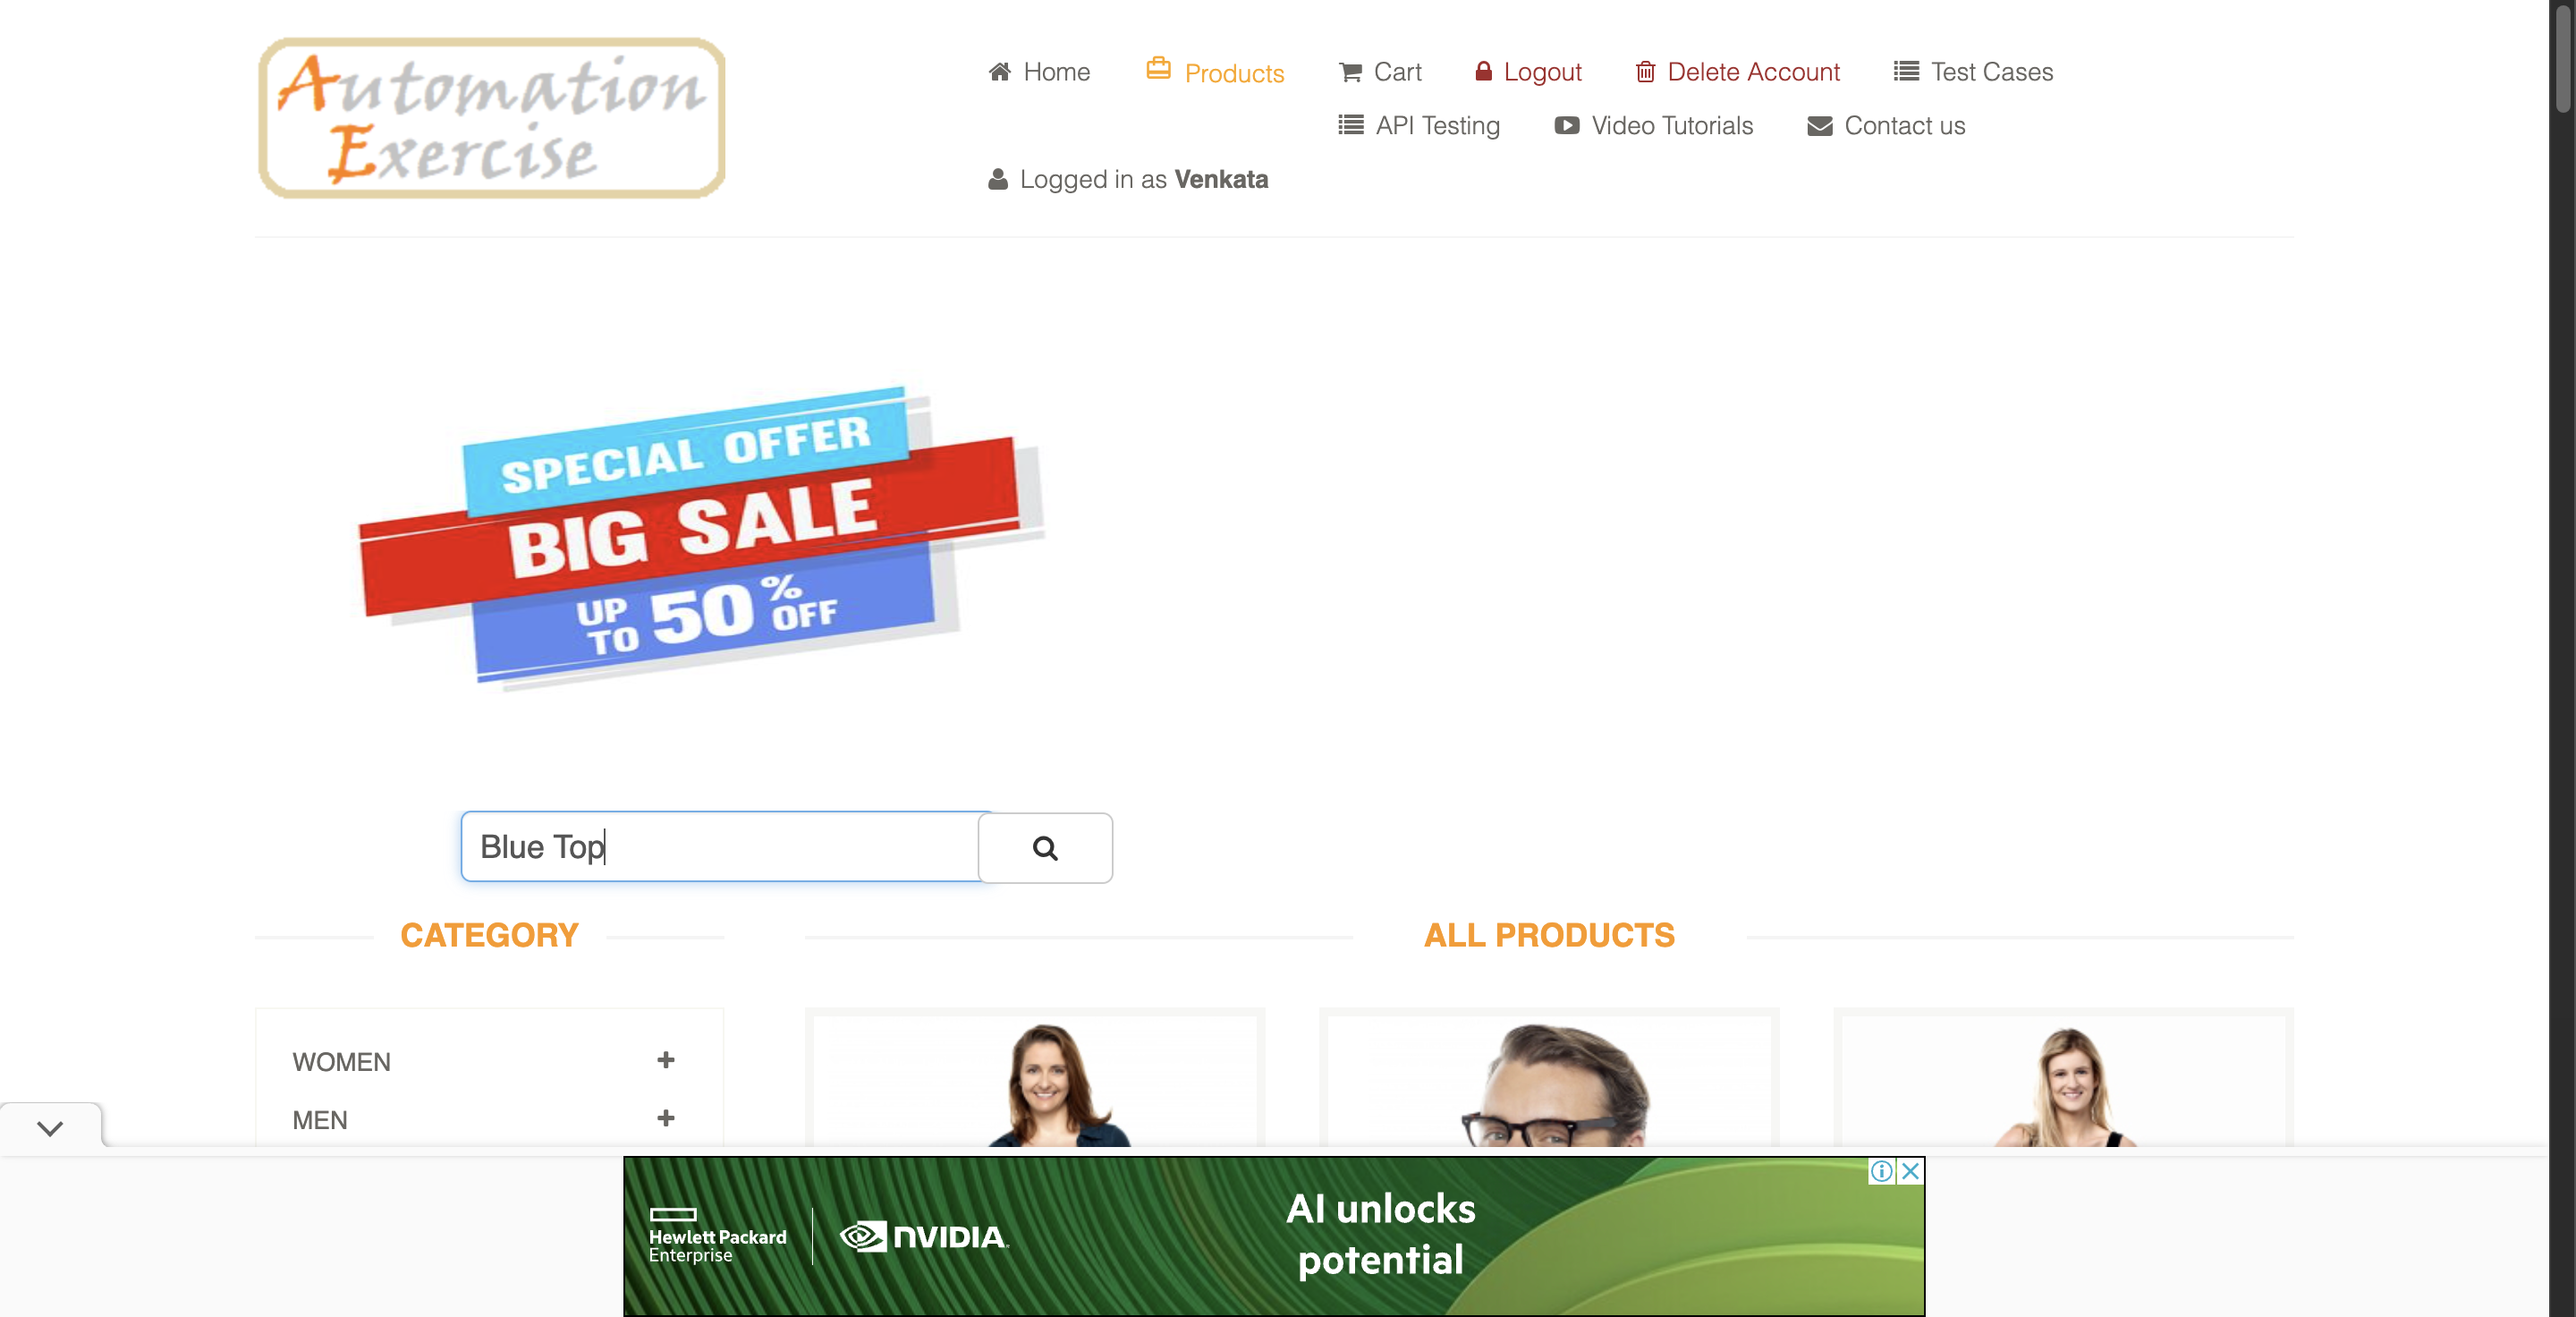 Automation
Exercise
Home Products Cart Logout Delete Account Test Cases
API Testing Video Tutorials Contact us
Logged in as Venkata
SPECIAL OFFER
BIG SALE
UP TO 50% OFF
Blue Top
CATEGORY
ALL PRODUCTS
WOMEN
MEN
Hewlett Packard
Enterprise
NVIDIA
AI unlocks
potential